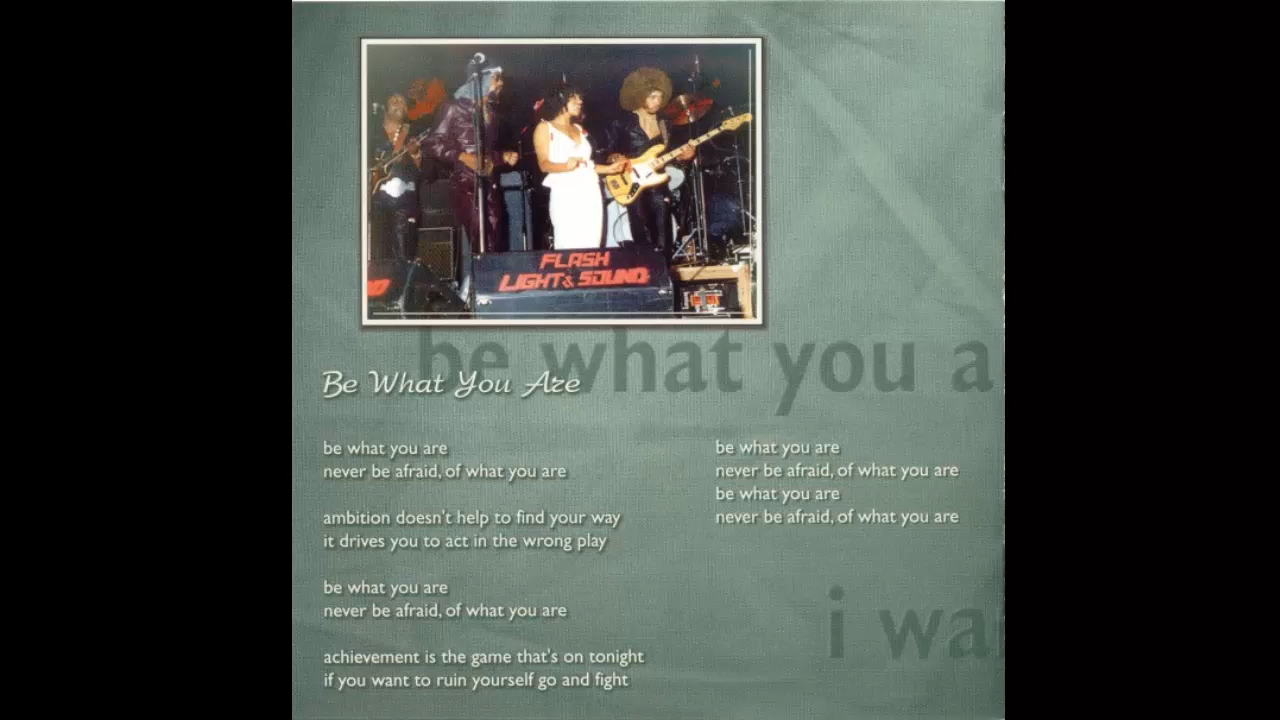 FLASH
LIGHT & SOUND
be what you a
Be What You Are
be what you are
never be afraid, of what you are
ambition doesn't help to find your way
it drives you to act in the wrong play
be what you are
never be afraid, of what you are
achievement is the game that's on tonight
if you want to ruin yourself go and fight
be what you are
never be afraid, of what you are
be what you are
never be afraid, of what you are
i wa